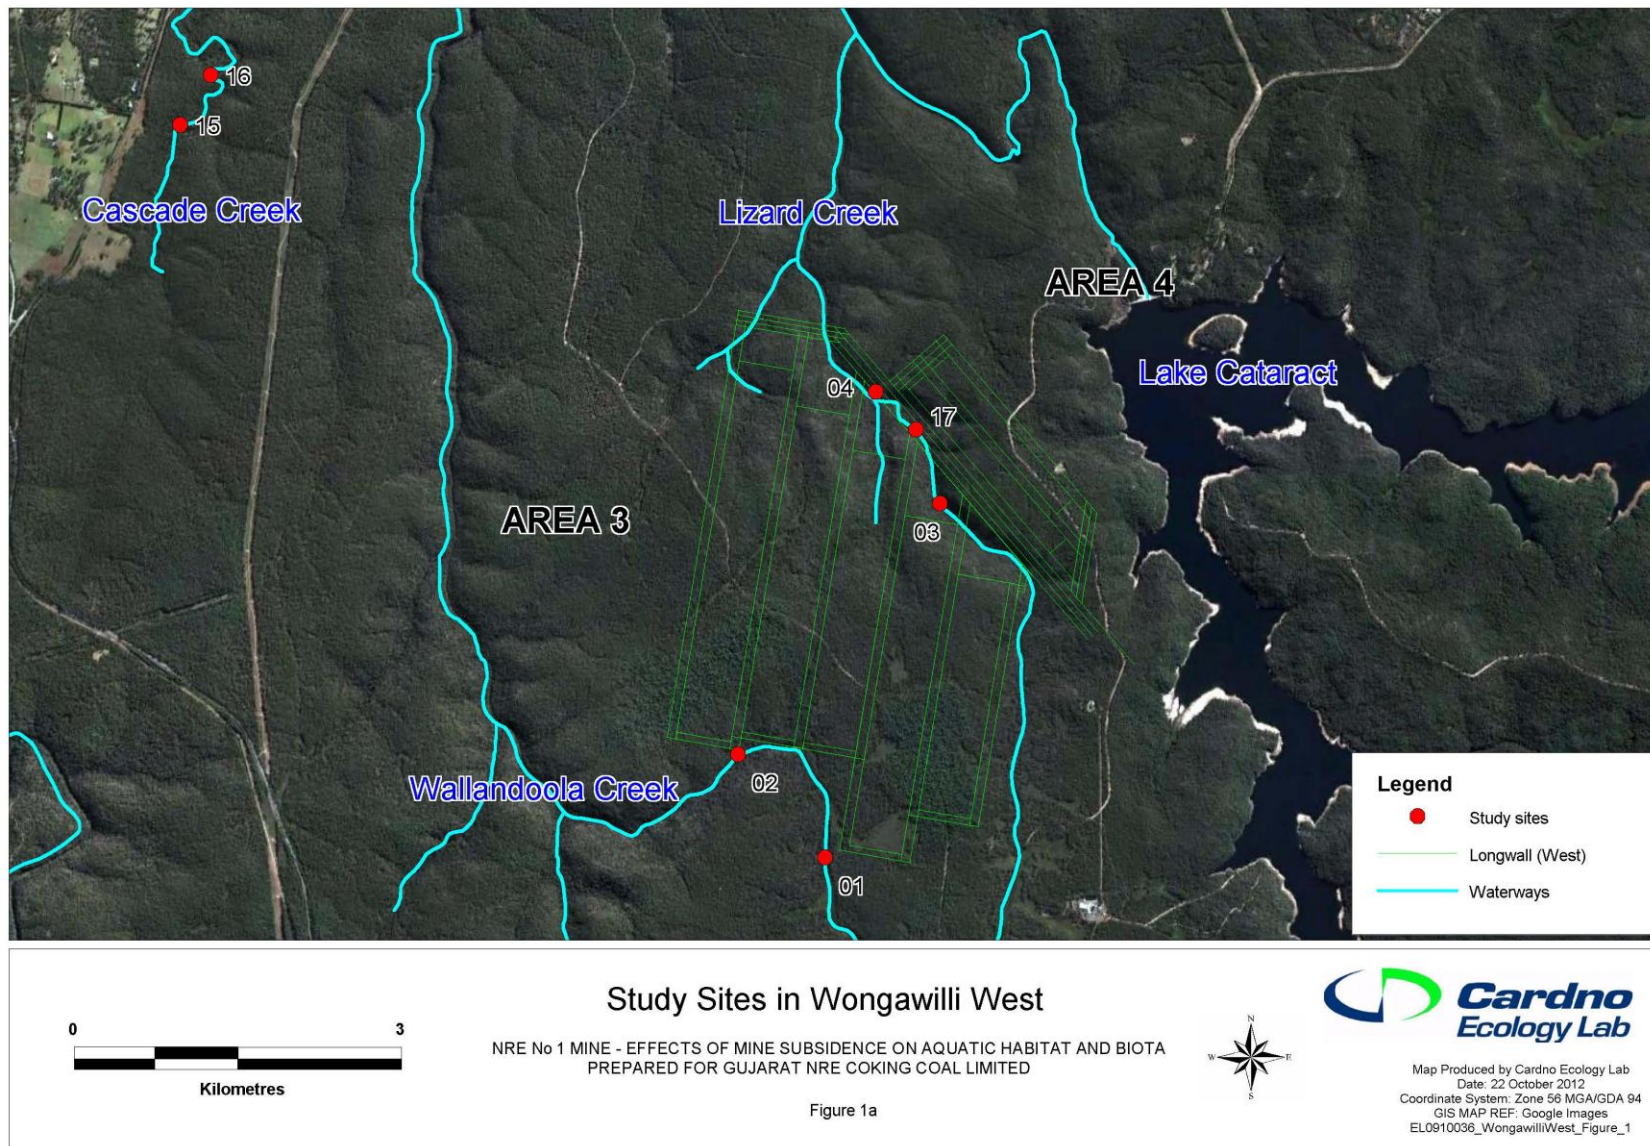 16
15
Cascade Creek
Lizard Creek
AREA 4
Lake Cataract
04
17
AREA 3
03
02
Wallandoola Creek
01
Legend
Study sites
Longwall (West)
Waterways
0 3
Kilometres
Study Sites in Wongawilli West
NRE No 1 MINE - EFFECTS OF MINE SUBSIDENCE ON AQUATIC HABITAT AND BIOTA
PREPARED FOR GUJARAT NRE COKING COAL LIMITED
Figure 1a
N
W E
S
Cardno
Ecology Lab
Map Produced by Cardno Ecology Lab
Date: 22 October 2012
Coordinate System: Zone 56 MGA/GDA 94
GIS MAP REF: Google Images
EL0910036_WongawilliWest_Figure_1